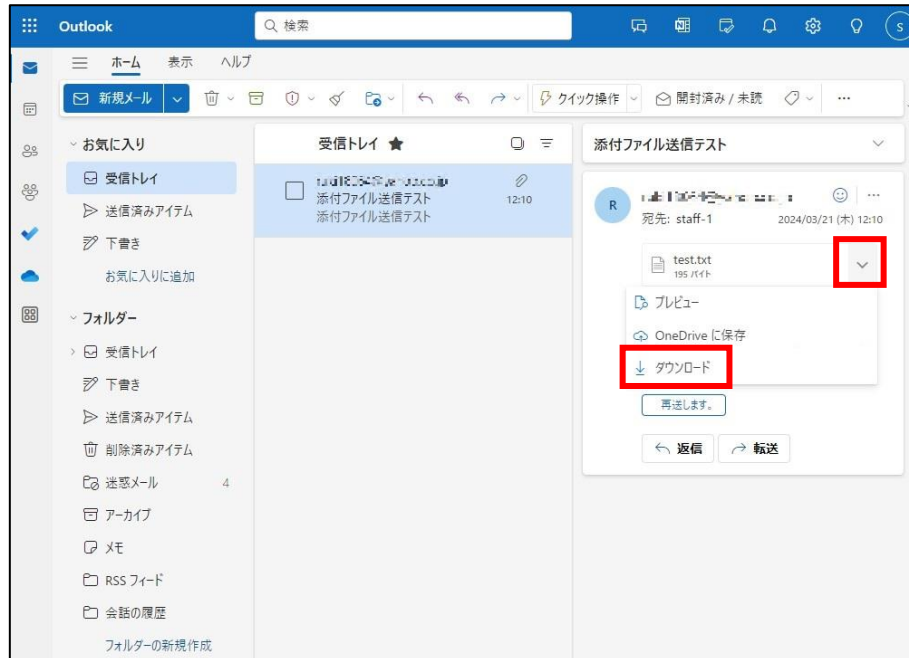 Outlook
検索
S
ホーム 表示 ヘルプ
新規メール
クイック操作
開封済み / 未読
お気に入り
受信トレイ
送信済みアイテム
下書き
お気に入りに追加
フォルダー
受信トレイ
下書き
送信済みアイテム
削除済みアイテム
迷惑メール 4
アーカイブ
メモ
RSS フィード
会話の履歴
フォルダーの新規作成
受信トレイ
添付ファイル送信テスト 12:10
添付ファイル送信テスト
添付ファイル送信テスト
R
宛先: staff-1 2024/03/21 (木) 12:10
test.txt
195 バイト
プレビュー
OneDrive に保存
ダウンロード
再送します。
返信 転送